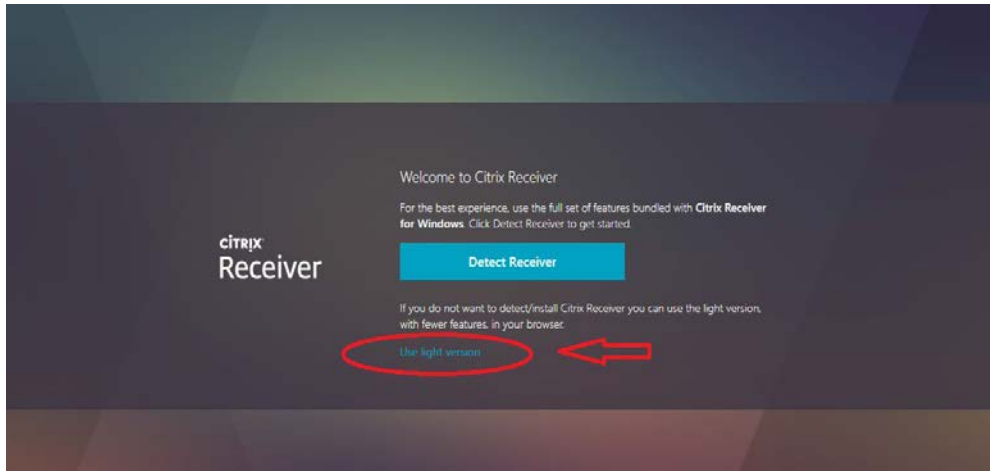 Welcome to Citrix Receiver
For the best experience, use the full set of features bundled with Citrix Receiver
for Windows. Click Detect Receiver to get started.
CITRIX
Receiver
Detect Receiver
If you do not want to detect/install Citrix Receiver you can use the light version,
with fewer features, in your browser.
Use light version